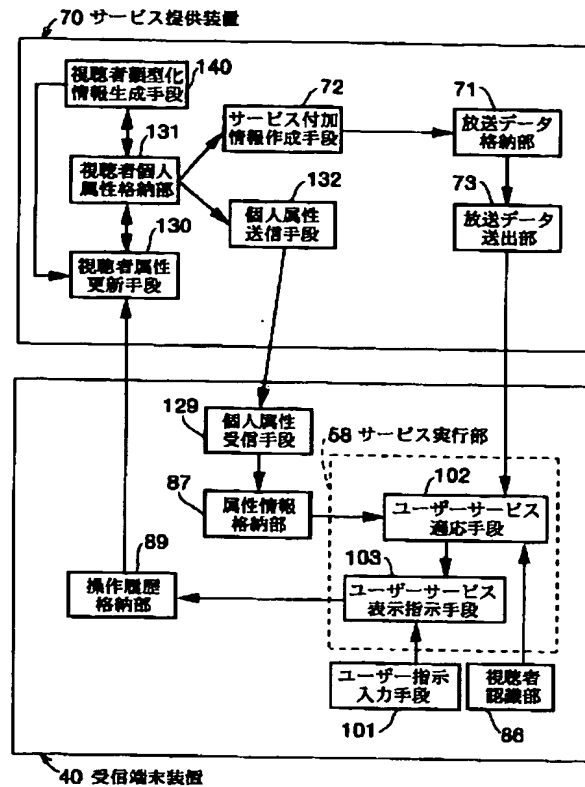 70 サービス提供装置
視聴者類型化
情報生成手段
140
72
71
サービス付加
情報作成手段
放送データ
格納部
131
視聴者個人
属性格納部
132
73
個人属性
送信手段
放送データ
送出部
130
視聴者属性
更新手段
129
個人属性
受信手段
58 サービス実行部
87
属性情報
格納部
102
ユーザーサービス
適応手段
89
操作履歴
格納部
103
ユーザーサービス
表示指示手段
ユーザー指示
入力手段
101
視聴者
認識部
86
40 受信端末装置